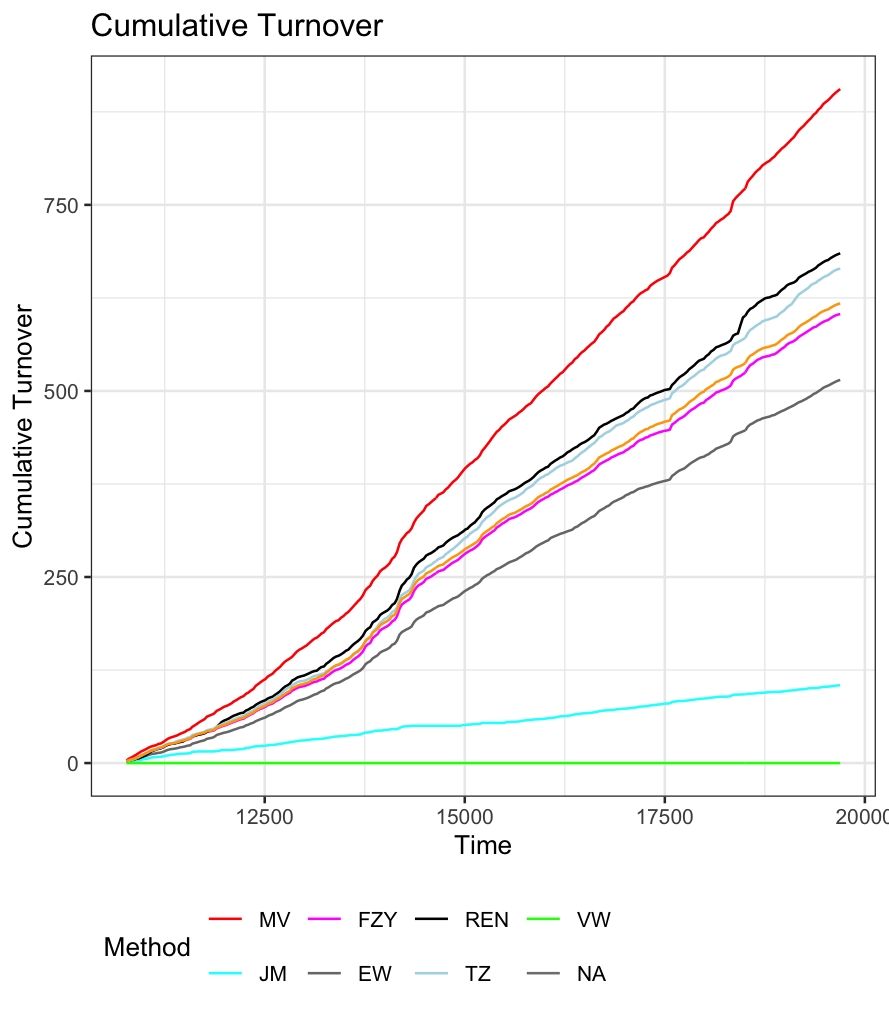 Cumulative Turnover
Cumulative Turnover
750
500
250
0
12500 15000 17500 20000
Time
Method
MV FZY REN VW
JM EW TZ NA